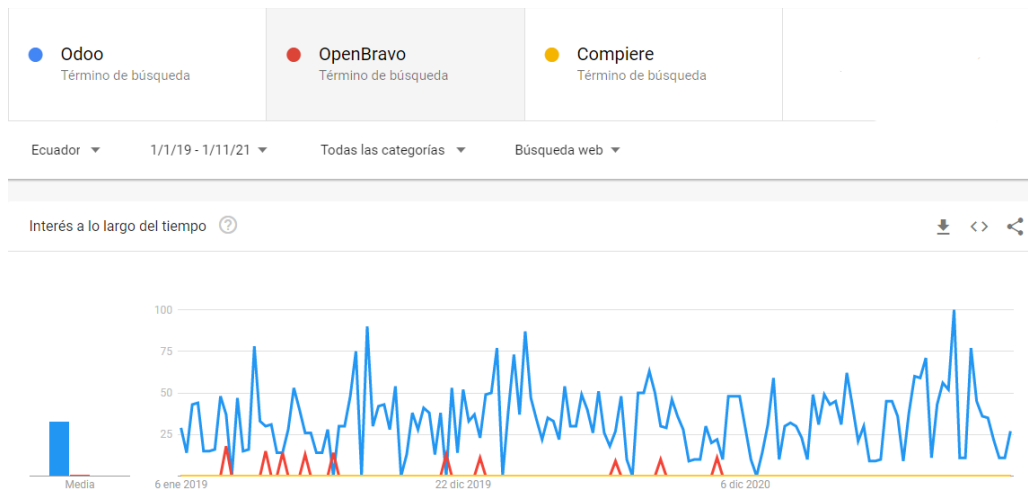 Odoo
Término de búsqueda
OpenBravo
Término de búsqueda
Compiere
Término de búsqueda
Ecuador
1/1/19 - 1/11/21
Todas las categorías
Búsqueda web
Interés a lo largo del tiempo
100
75
50
25
Media
6 ene 2019
22 dic 2019
6 dic 2020